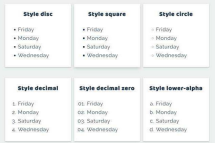 Style disc
• Friday
• Monday
• Saturday
• Wednesday
Style square
▪ Friday
▪ Monday
▪ Saturday
▪ Wednesday
Style circle
◦ Friday
◦ Monday
◦ Saturday
◦ Wednesday
Style decimal
1. Friday
2. Monday
3. Saturday
4. Wednesday
Style decimal zero
01. Friday
02. Monday
03. Saturday
04. Wednesday
Style lower-alpha
a. Friday
b. Monday
c. Saturday
d. Wednesday